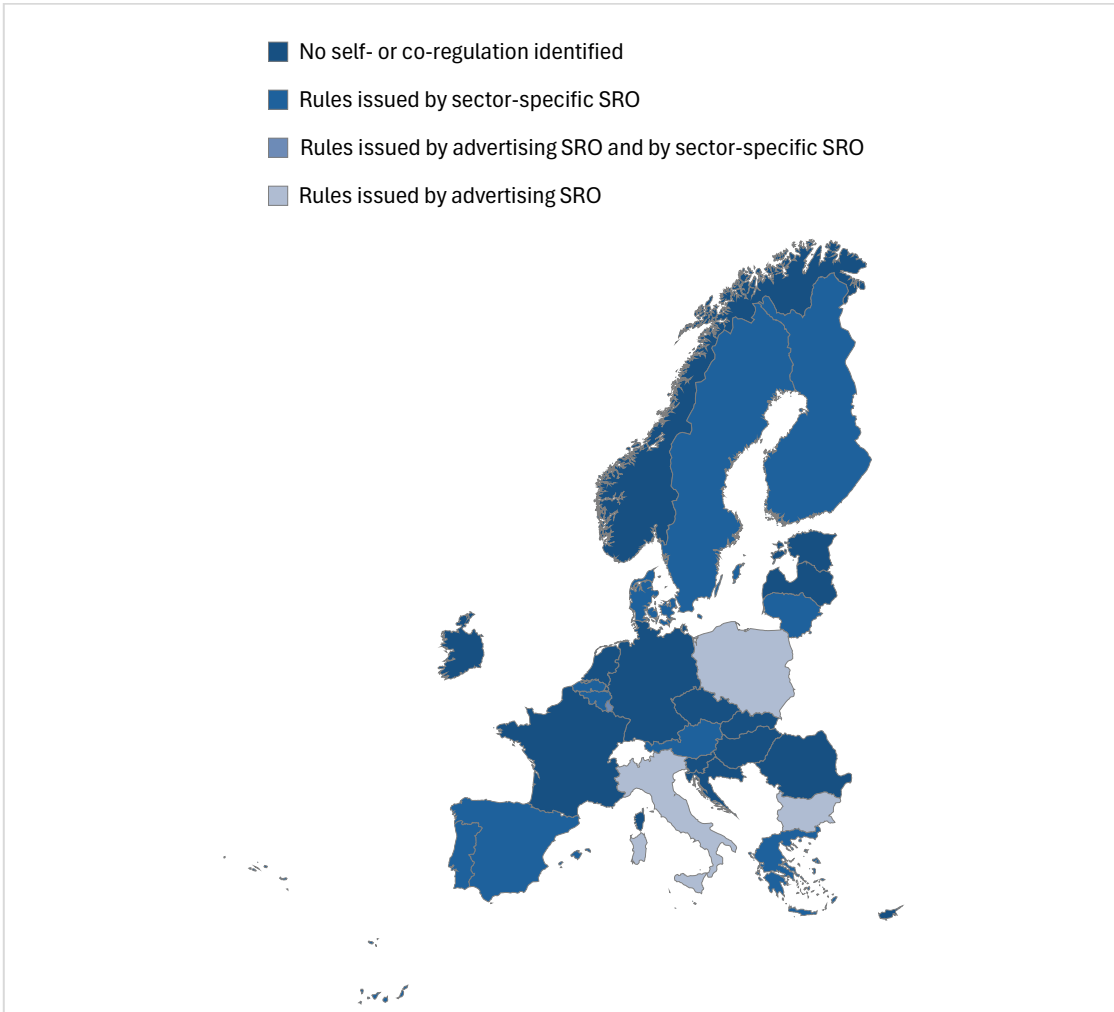 No self- or co-regulation identified
Rules issued by sector-specific SRO
Rules issued by advertising SRO and by sector-specific SRO
Rules issued by advertising SRO